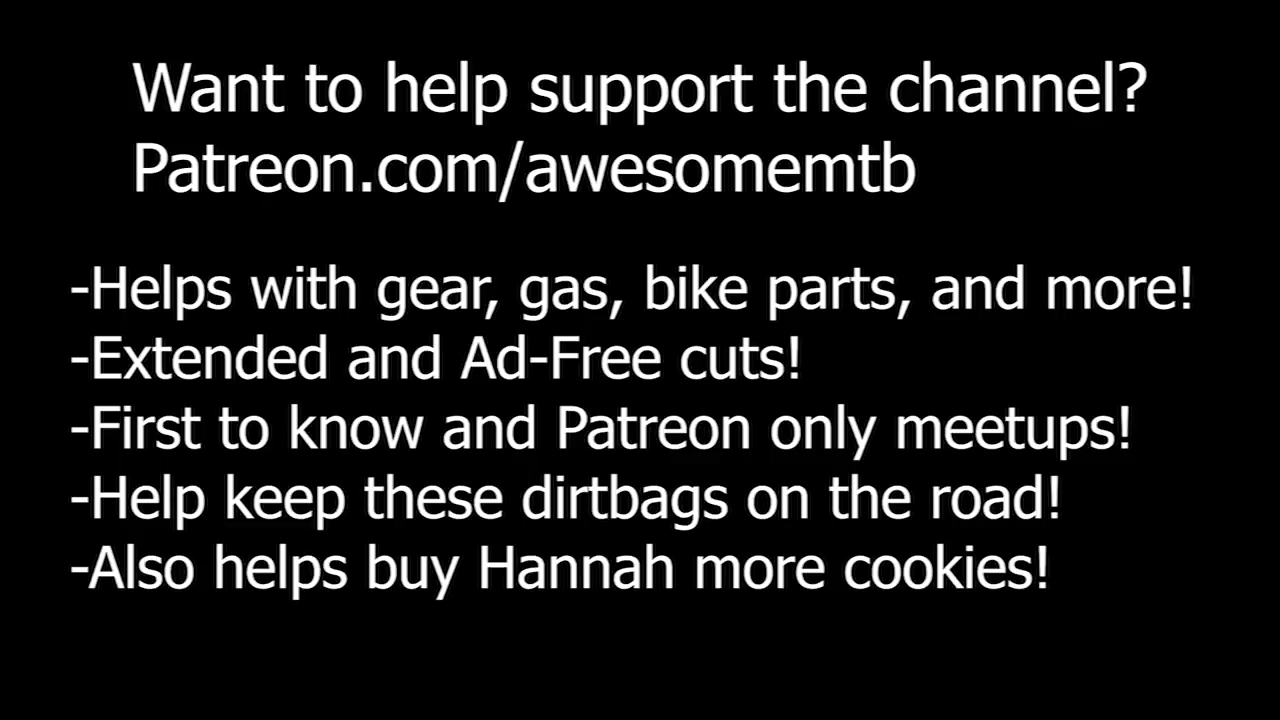 Want to help support the channel?
Patreon.com/awesomemtb
-Helps with gear, gas, bike parts, and more!
-Extended and Ad-Free cuts!
-First to know and Patreon only meetups!
-Help keep these dirtbags on the road!
-Also helps buy Hannah more cookies!